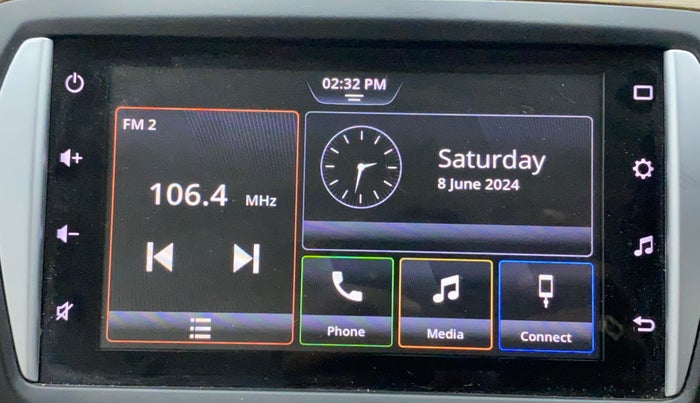 02:32 PM
FM 2
106.4 MHz
Saturday
8 June 2024
Phone
Media
Connect